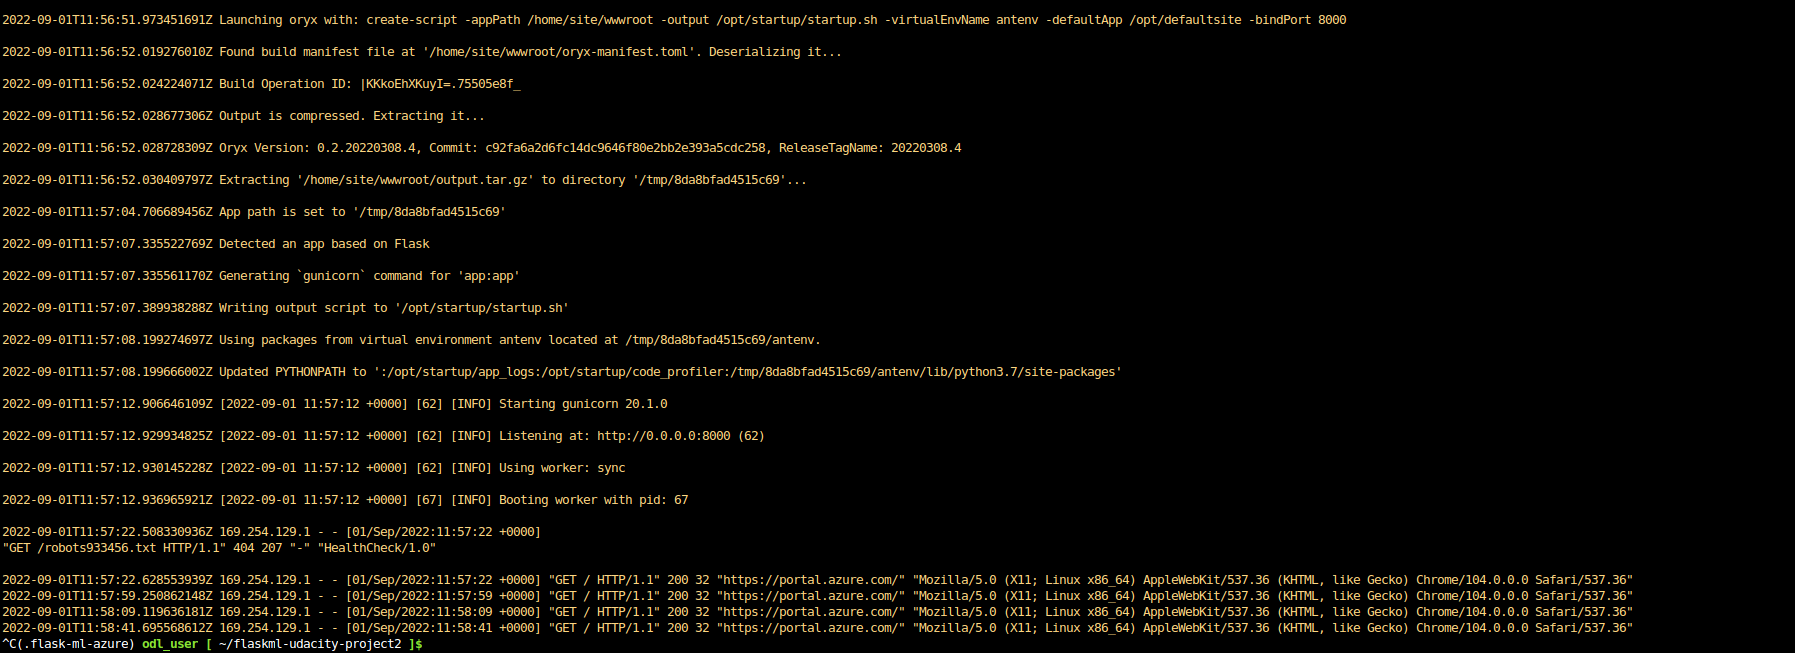 2022-09-01T11:56:51.973451691Z Launching oryx with: create-script -appPath /home/site/wwwroot -output /opt/startup/startup.sh -virtualEnvName antenv -defaultApp /opt/defaultsite -bindPort 8000
2022-09-01T11:56:52.019276010Z Found build manifest file at '/home/site/wwwroot/oryx-manifest.toml'. Deserializing it...
2022-09-01T11:56:52.024224071Z Build Operation ID: |KKkoEhXKuyI=.75505e8f_
2022-09-01T11:56:52.028677306Z Output is compressed. Extracting it...
2022-09-01T11:56:52.028728309Z Oryx Version: 0.2.20220308.4, Commit: c92fa6a2d6fc14dc9646f80e2bb2e393a5cdc258, ReleaseTagName: 20220308.4
2022-09-01T11:56:52.030409797Z Extracting '/home/site/wwwroot/output.tar.gz' to directory '/tmp/8da8bfad4515c69'...
2022-09-01T11:57:04.706689456Z App path is set to '/tmp/8da8bfad4515c69'
2022-09-01T11:57:07.335522769Z Detected an app based on Flask
2022-09-01T11:57:07.335561170Z Generating `gunicorn` command for 'app:app'
2022-09-01T11:57:07.389938288Z Writing output script to '/opt/startup/startup.sh'
2022-09-01T11:57:08.199274697Z Using packages from virtual environment antenv located at /tmp/8da8bfad4515c69/antenv.
2022-09-01T11:57:08.199666002Z Updated PYTHONPATH to ':/opt/startup/app_logs:/opt/startup/code_profiler:/tmp/8da8bfad4515c69/antenv/lib/python3.7/site-packages'
2022-09-01T11:57:12.906646109Z [2022-09-01 11:57:12 +0000] [62] [INFO] Starting gunicorn 20.1.0
2022-09-01T11:57:12.929934825Z [2022-09-01 11:57:12 +0000] [62] [INFO] Listening at: http://0.0.0.0:8000 (62)
2022-09-01T11:57:12.930145228Z [2022-09-01 11:57:12 +0000] [62] [INFO] Using worker: sync
2022-09-01T11:57:12.936965921Z [2022-09-01 11:57:12 +0000] [67] [INFO] Booting worker with pid: 67
2022-09-01T11:57:22.508330936Z 169.254.129.1 - - [01/Sep/2022:11:57:22 +0000]
"GET /robots933456.txt HTTP/1.1" 404 207 "-" "HealthCheck/1.0"
2022-09-01T11:57:22.628553939Z 169.254.129.1 - - [01/Sep/2022:11:57:22 +0000] "GET / HTTP/1.1" 200 32 "https://portal.azure.com/" "Mozilla/5.0 (X11; Linux x86_64) AppleWebKit/537.36 (KHTML, like Gecko) Chrome/104.0.0.0 Safari/537.36"
2022-09-01T11:57:59.250862148Z 169.254.129.1 - - [01/Sep/2022:11:57:59 +0000] "GET / HTTP/1.1" 200 32 "https://portal.azure.com/" "Mozilla/5.0 (X11; Linux x86_64) AppleWebKit/537.36 (KHTML, like Gecko) Chrome/104.0.0.0 Safari/537.36"
2022-09-01T11:58:09.119636181Z 169.254.129.1 - - [01/Sep/2022:11:58:09 +0000] "GET / HTTP/1.1" 200 32 "https://portal.azure.com/" "Mozilla/5.0 (X11; Linux x86_64) AppleWebKit/537.36 (KHTML, like Gecko) Chrome/104.0.0.0 Safari/537.36"
2022-09-01T11:58:41.695568612Z 169.254.129.1 - - [01/Sep/2022:11:58:41 +0000] "GET / HTTP/1.1" 200 32 "https://portal.azure.com/" "Mozilla/5.0 (X11; Linux x86_64) AppleWebKit/537.36 (KHTML, like Gecko) Chrome/104.0.0.0 Safari/537.36"
^C(.flask-ml-azure) odl_user [ ~/flaskml-udacity-project2 ]$